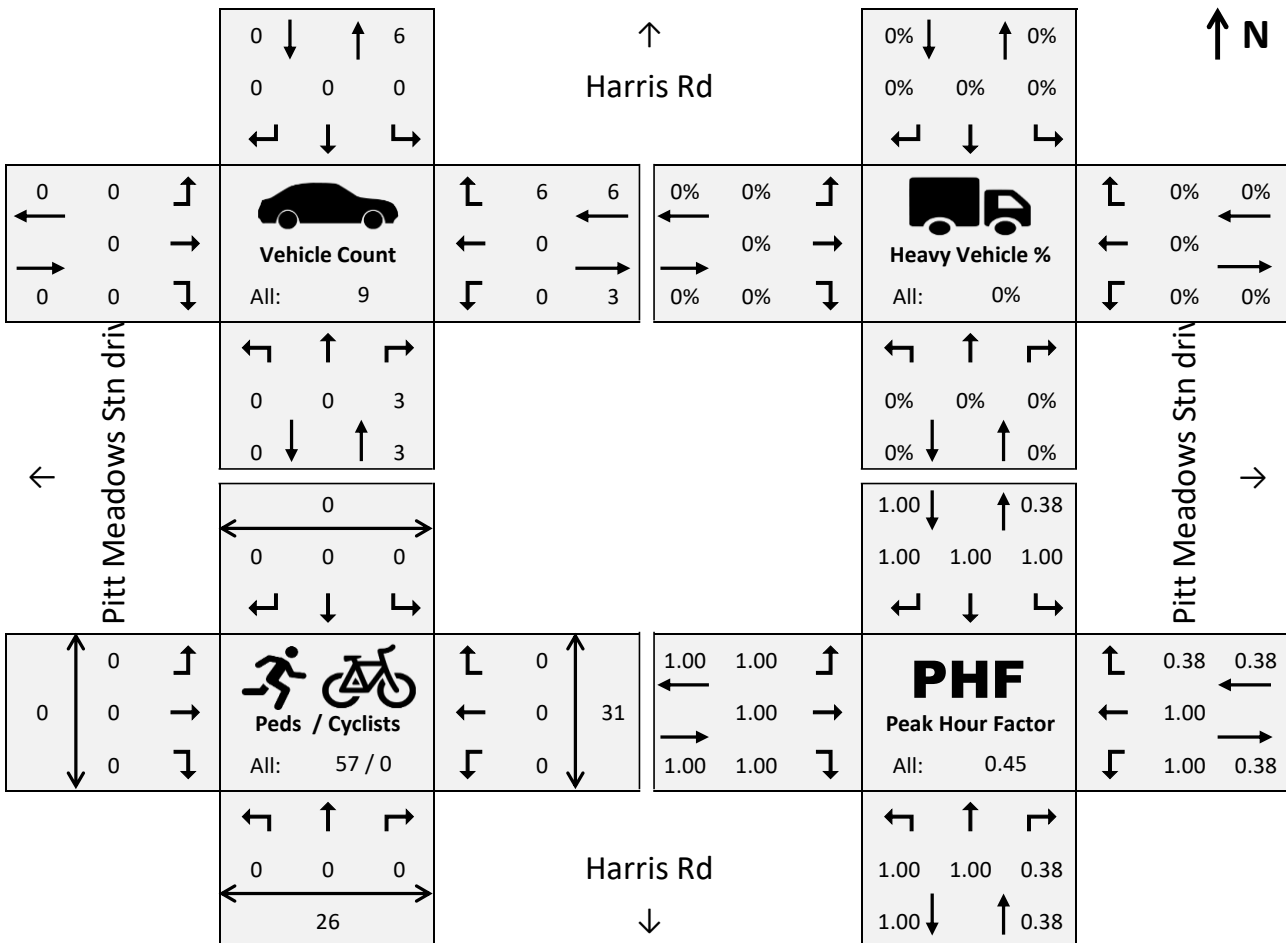 0 6 0% 0% N
Harris Rd
0 0 0 0% 0% 0%
0 0 6 6 0% 0% 0% 0%
0 Vehicle Count 0 0% Heavy Vehicle % 0%
0 0 All: 9 0 3 0% 0% All: 0% 0% 0%
Pitt Meadows Stn driv
Pitt Meadows Stn driv
0 0 3 0% 0% 0%
0 3 0% 0%
0 1.00 0.38
0 0 0 1.00 1.00 1.00
0 0 1.00 1.00 PHF 0.38 0.38
0 0 Peds / Cyclists 0 31 1.00 Peak Hour Factor 1.00
0 All: 57 / 0 0 1.00 1.00 All: 0.45 1.00 0.38
0 0 0 Harris Rd 1.00 1.00 0.38
26 1.00 0.38